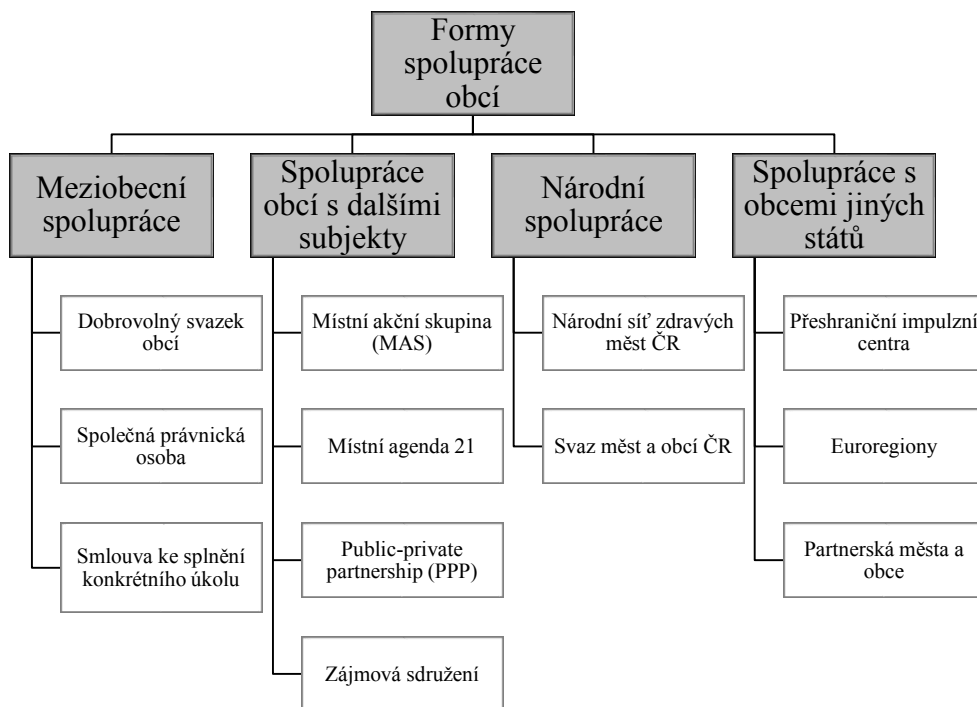 Formy
spolupráce
obcí
Meziobecní
spolupráce
Dobrovolný svazek
obcí
Společná právnická
osoba
Smlouva ke splnění
konkrétního úkolu
Spolupráce
obcí s dalšími
subjekty
Místní akční skupina
(MAS)
Místní agenda 21
Public-private
partnership (PPP)
Zájmová sdružení
Národní
spolupráce
Národní síť zdravých
měst ČR
Svaz měst a obcí ČR
Spolupráce s
obcemi jiných
států
Přeshraniční impulzní
centra
Euroregiony
Partnerská města a
obce